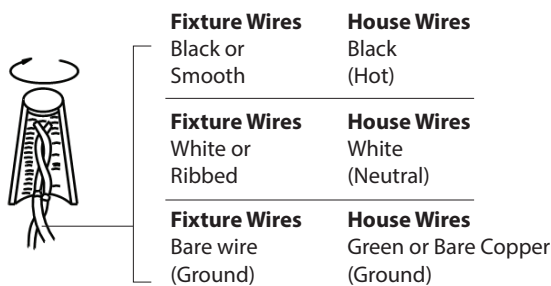 Fixture Wires House Wires
Black or Black
Smooth (Hot)
Fixture Wires House Wires
White or White
Ribbed (Neutral)
Fixture Wires House Wires
Bare wire Green or Bare Copper
(Ground) (Ground)